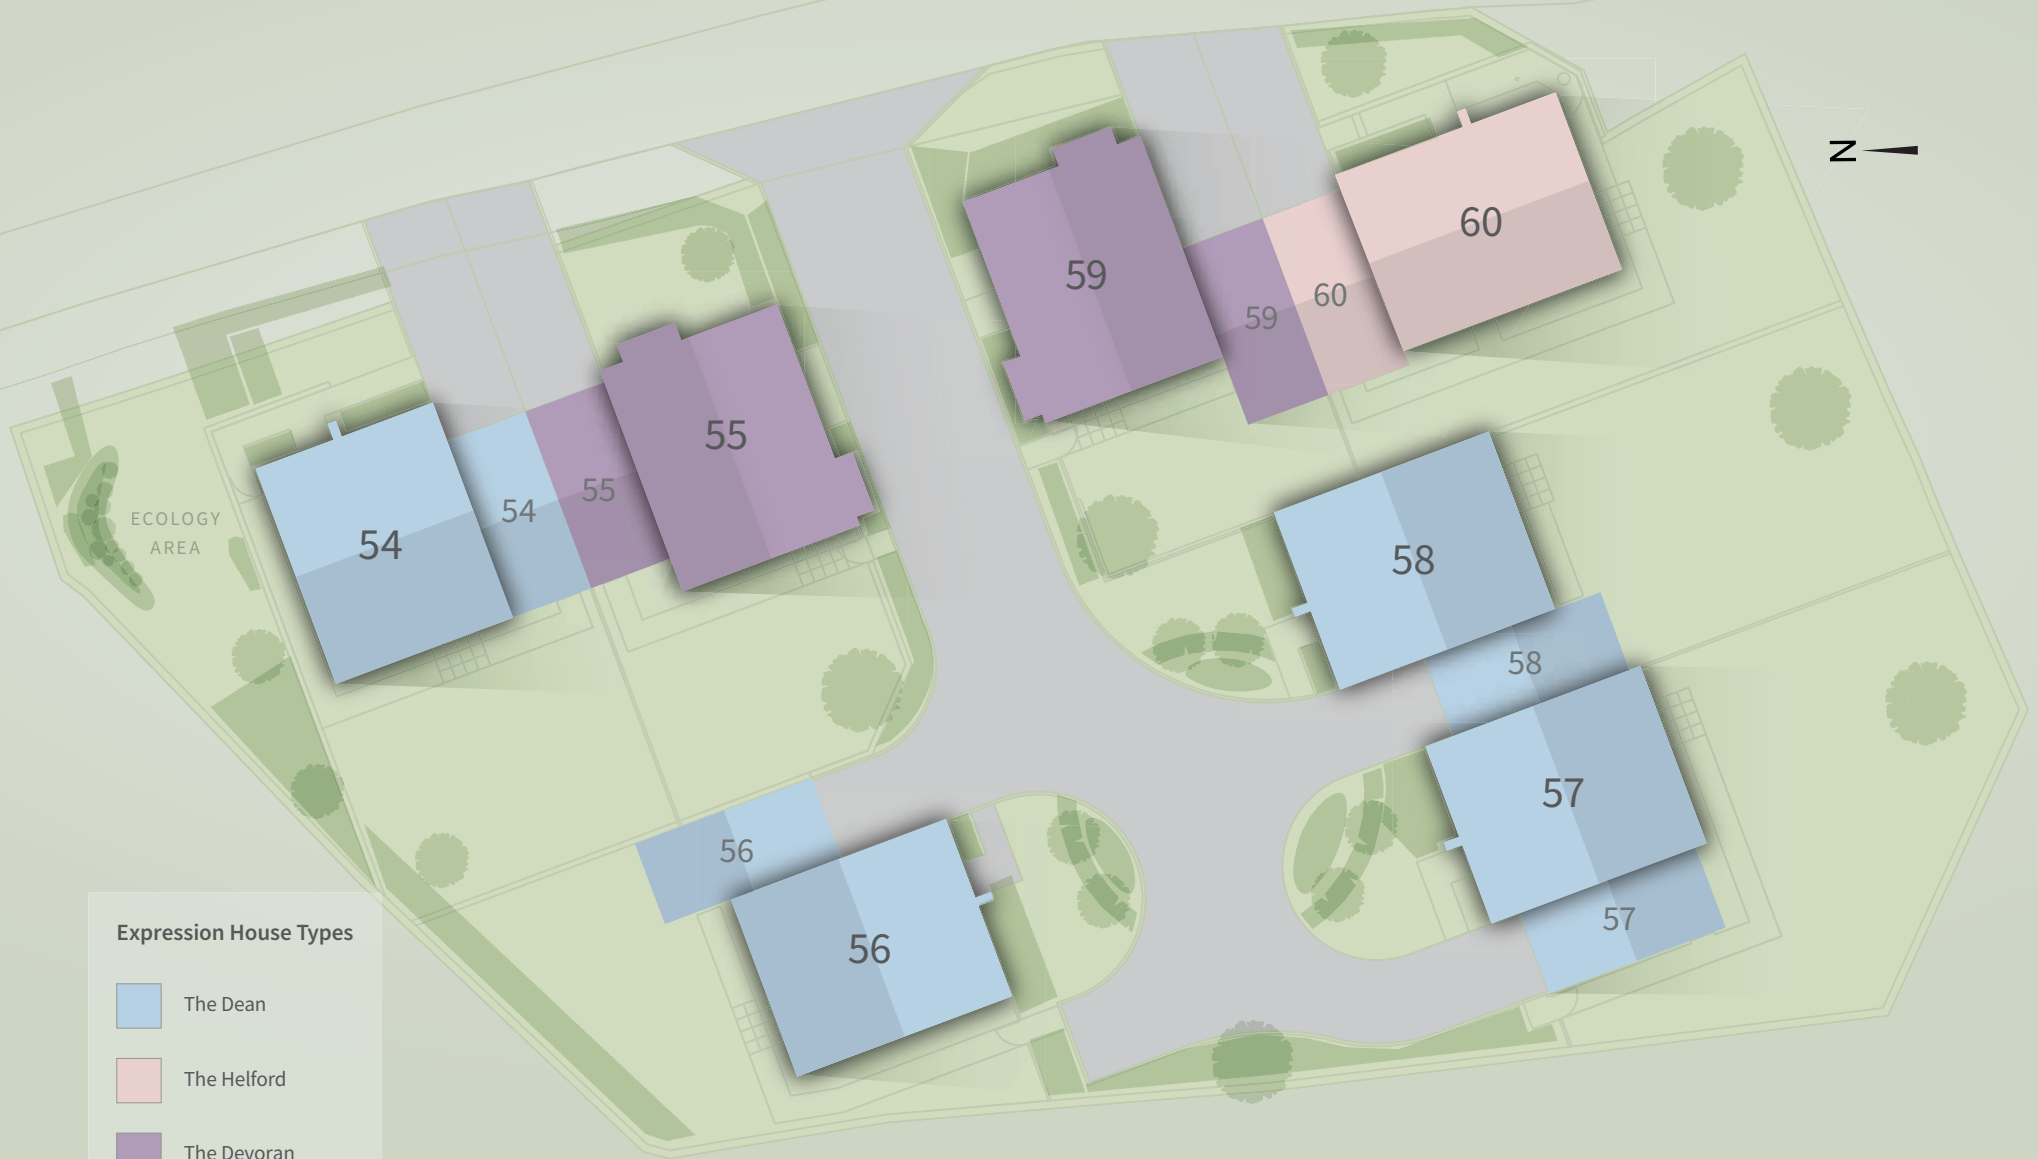 N
60
59
60
59
55
55
54
54
ECOLOGY
AREA
58
58
57
57
56
56
Expression House Types
The Dean
The Helford
The Devoran